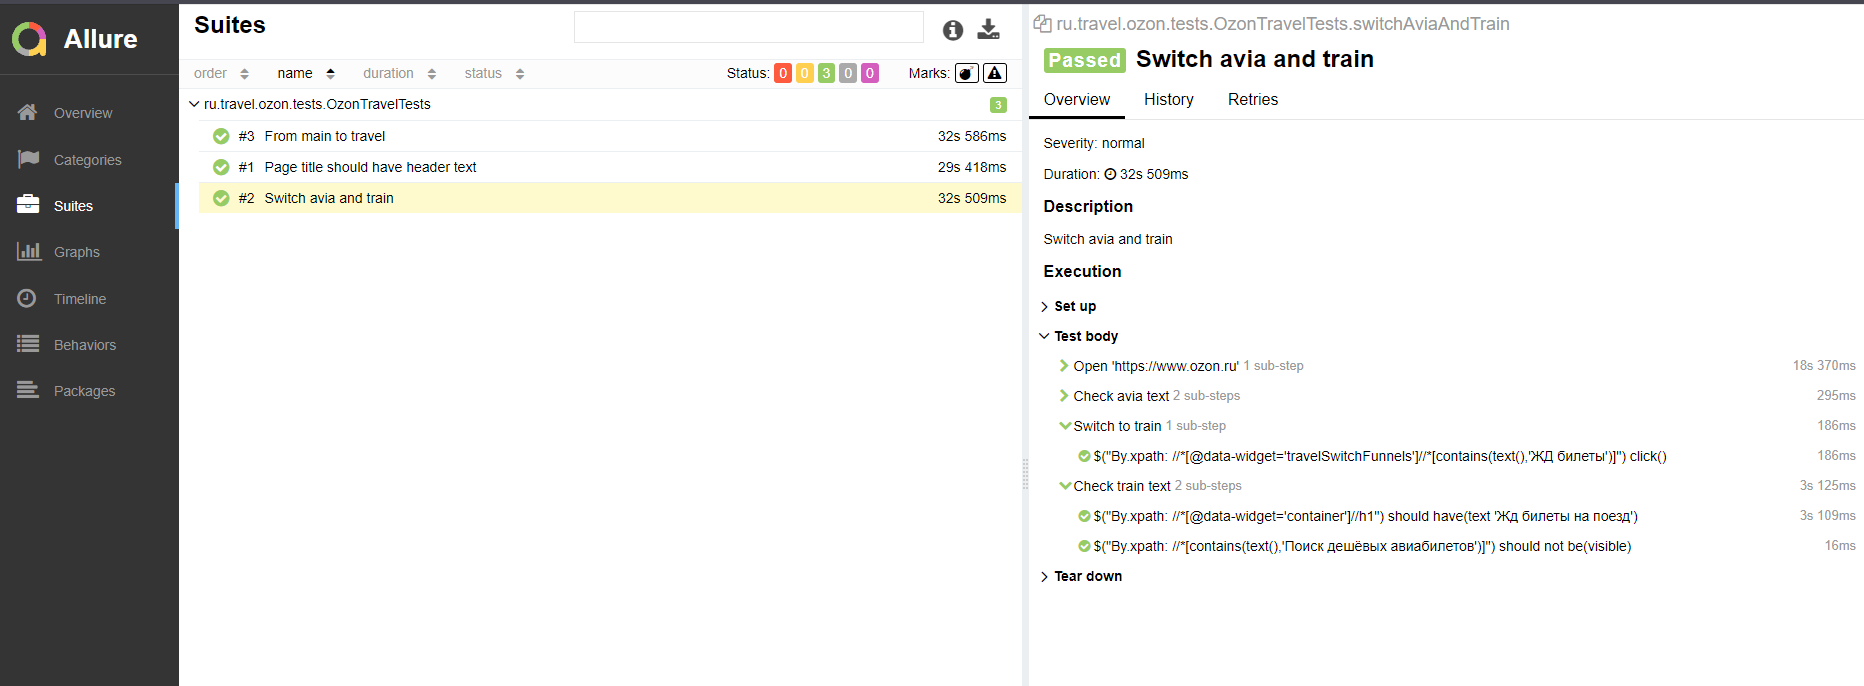 Allure
Overview
Categories
Suites
Graphs
Timeline
Behaviors
Packages
Suites
order name duration status Status: 0 0 3 0 0 Marks:
ru.travel.ozon.tests.OzonTravelTests 3
#3 From main to travel 32s 586ms
#1 Page title should have header text 29s 418ms
#2 Switch avia and train 32s 509ms
ru.travel.ozon.tests.OzonTravelTests.switchAviaAndTrain
Passed Switch avia and train
Overview History Retries
Severity: normal
Duration: 32s 509ms
Description
Switch avia and train
Execution
Set up
Test body
Open 'https://www.ozon.ru' 1 sub-step 18s 370ms
Check avia text 2 sub-steps 295ms
Switch to train 1 sub-step 186ms
$("By.xpath: //*[@data-widget='travelSwitchFunnels']//*[contains(text(),'ЖД билеты')]") click() 186ms
Check train text 2 sub-steps 3s 125ms
$("By.xpath: //*[@data-widget='container']//h1") should have(text 'Жд билеты на поезд') 3s 109ms
$("By.xpath: //*[contains(text(),'Поиск дешёвых авиабилетов')]") should not be(visible) 16ms
Tear down